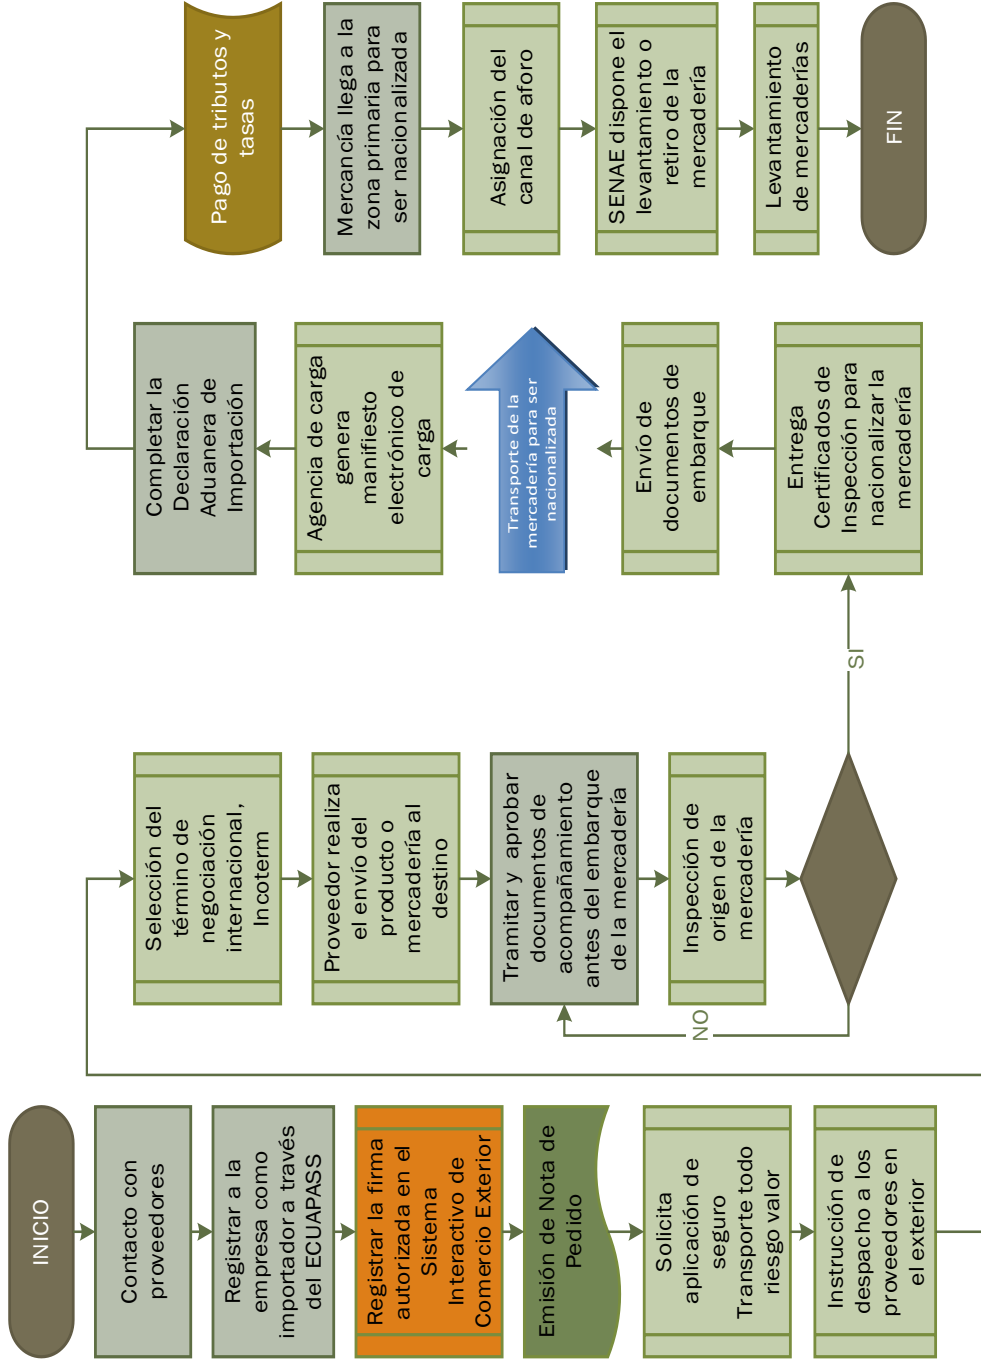 INICIO
Contacto con
proveedores
Registrar a la
empresa como
importador a través
del ECUAPASS
Registrar la firma
autorizada en el
Sistema
Interactivo de
Comercio Exterior
Emisión de Nota de
Pedido
Solicita
aplicación de
seguro
Transporte todo
riesgo valor
Instrucción de
despacho a los
proveedores en
el exterior
Selección del
término de
negociación
internacional,
Incoterm
Proveedor realiza
el envío del
producto o
mercadería al
destino
Tramitar y aprobar
documentos de
acompañamiento
antes del embarque
de la mercadería
Inspección de
origen de la
mercadería
NO
SI
Entrega
Certificados de
Inspección para
nacionalizar la
mercadería
Envío de
documentos de
embarque
Transporte de la
mercadería para ser
nacionalizada
Agencia de carga
genera
manifiesto
electrónico de
carga
Completar la
Declaración
Aduanera de
Importación
Pago de tributos y
tasas
Mercancía llega a la
zona primaria para
ser nacionalizada
Asignación del
canal de aforo
SENAE dispone el
levantamiento o
retiro de la
mercadería
Levantamiento
de mercaderías
FIN